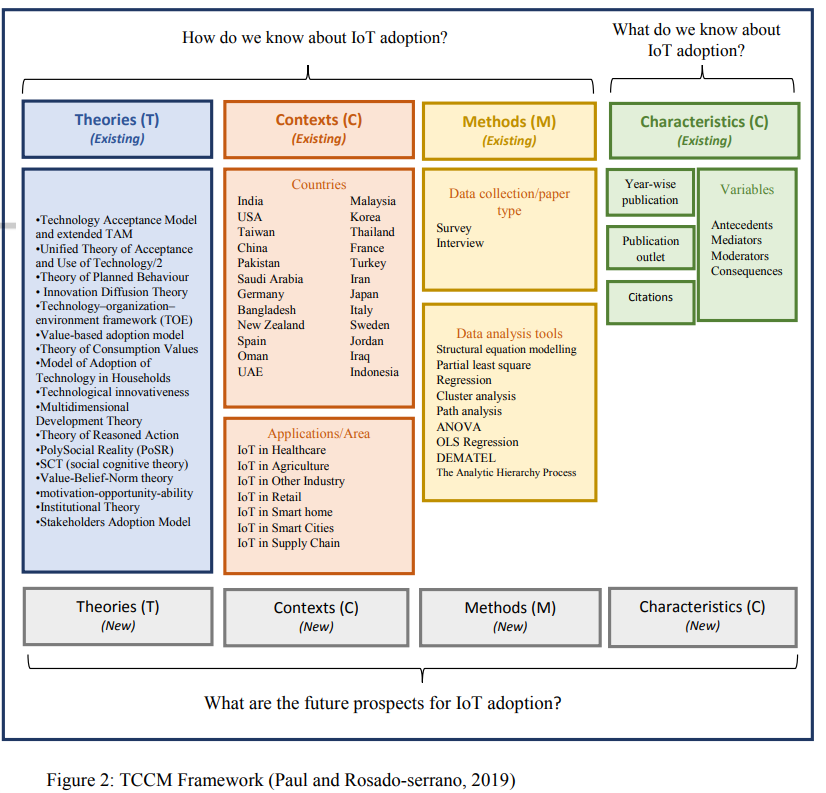 How do we know about IoT adoption?
What do we know about
IoT adoption?
Theories (T)
(Existing)
Contexts (C)
(Existing)
Methods (M)
(Existing)
Characteristics (C)
(Existing)
•Technology Acceptance Model
and extended TAM
•Unified Theory of Acceptance
and Use of Technology/2
•Theory of Planned Behaviour
• Innovation Diffusion Theory
•Technology–organization–
environment framework (TOE)
•Value-based adoption model
•Theory of Consumption Values
•Model of Adoption of
Technology in Households
•Technological innovativeness
•Multidimensional
Development Theory
•Theory of Reasoned Action
•PolySocial Reality (PoSR)
•SCT (social cognitive theory)
•Value-Belief-Norm theory
•motivation-opportunity-ability
•Institutional Theory
•Stakeholders Adoption Model
Countries
India
USA
Taiwan
China
Pakistan
Saudi Arabia
Germany
Bangladesh
New Zealand
Spain
Oman
UAE
Malaysia
Korea
Thailand
France
Turkey
Iran
Japan
Italy
Sweden
Jordan
Iraq
Indonesia
Applications/Area
IoT in Healthcare
IoT in Agriculture
IoT in Other Industry
IoT in Retail
IoT in Smart home
IoT in Smart Cities
IoT in Supply Chain
Data collection/paper
type
Survey
Interview
Data analysis tools
Structural equation modelling
Partial least square
Regression
Cluster analysis
Path analysis
ANOVA
OLS Regression
DEMATEL
The Analytic Hierarchy Process
Year-wise
publication
Publication
outlet
Citations
Variables
Antecedents
Mediators
Moderators
Consequences
Theories (T)
(New)
Contexts (C)
(New)
Methods (M)
(New)
Characteristics (C)
(New)
What are the future prospects for IoT adoption?
Figure 2: TCCM Framework (Paul and Rosado-serrano, 2019)